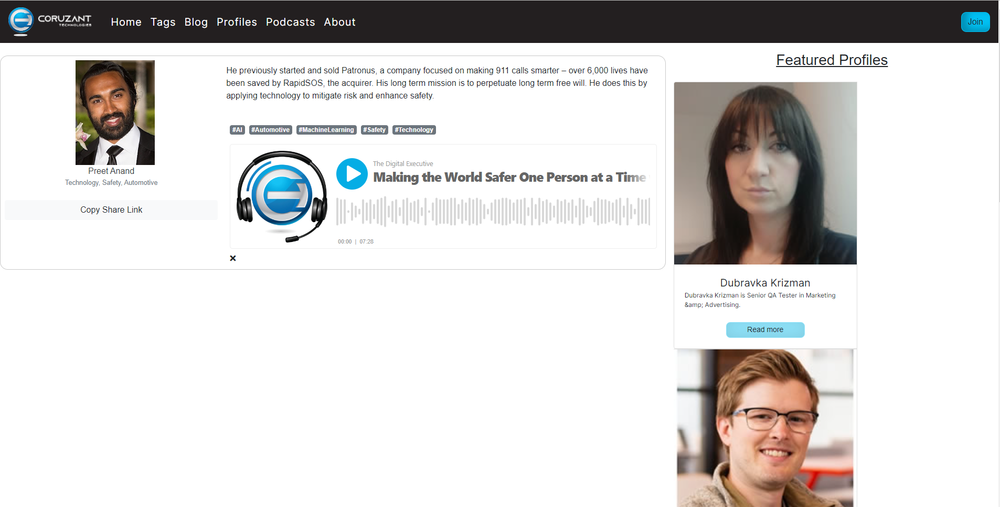 CORUZANT
TECHNOLOGIES
Home Tags Blog Profiles Podcasts About
Join
Preet Anand
Technology, Safety, Automotive
Copy Share Link
He previously started and sold Patronus, a company focused on making 911 calls smarter – over 6,000 lives have
been saved by RapidSOS, the acquirer. His long term mission is to perpetuate long term free will. He does this by
applying technology to mitigate risk and enhance safety.
#AI #Automotive #MachineLearning #Safety #Technology
The Digital Executive
Making the World Safer One Person at a Time
00:00 | 07:28
Featured Profiles
Dubravka Krizman
Dubravka Krizman is Senior QA Tester in Marketing
&amp; Advertising.
Read more